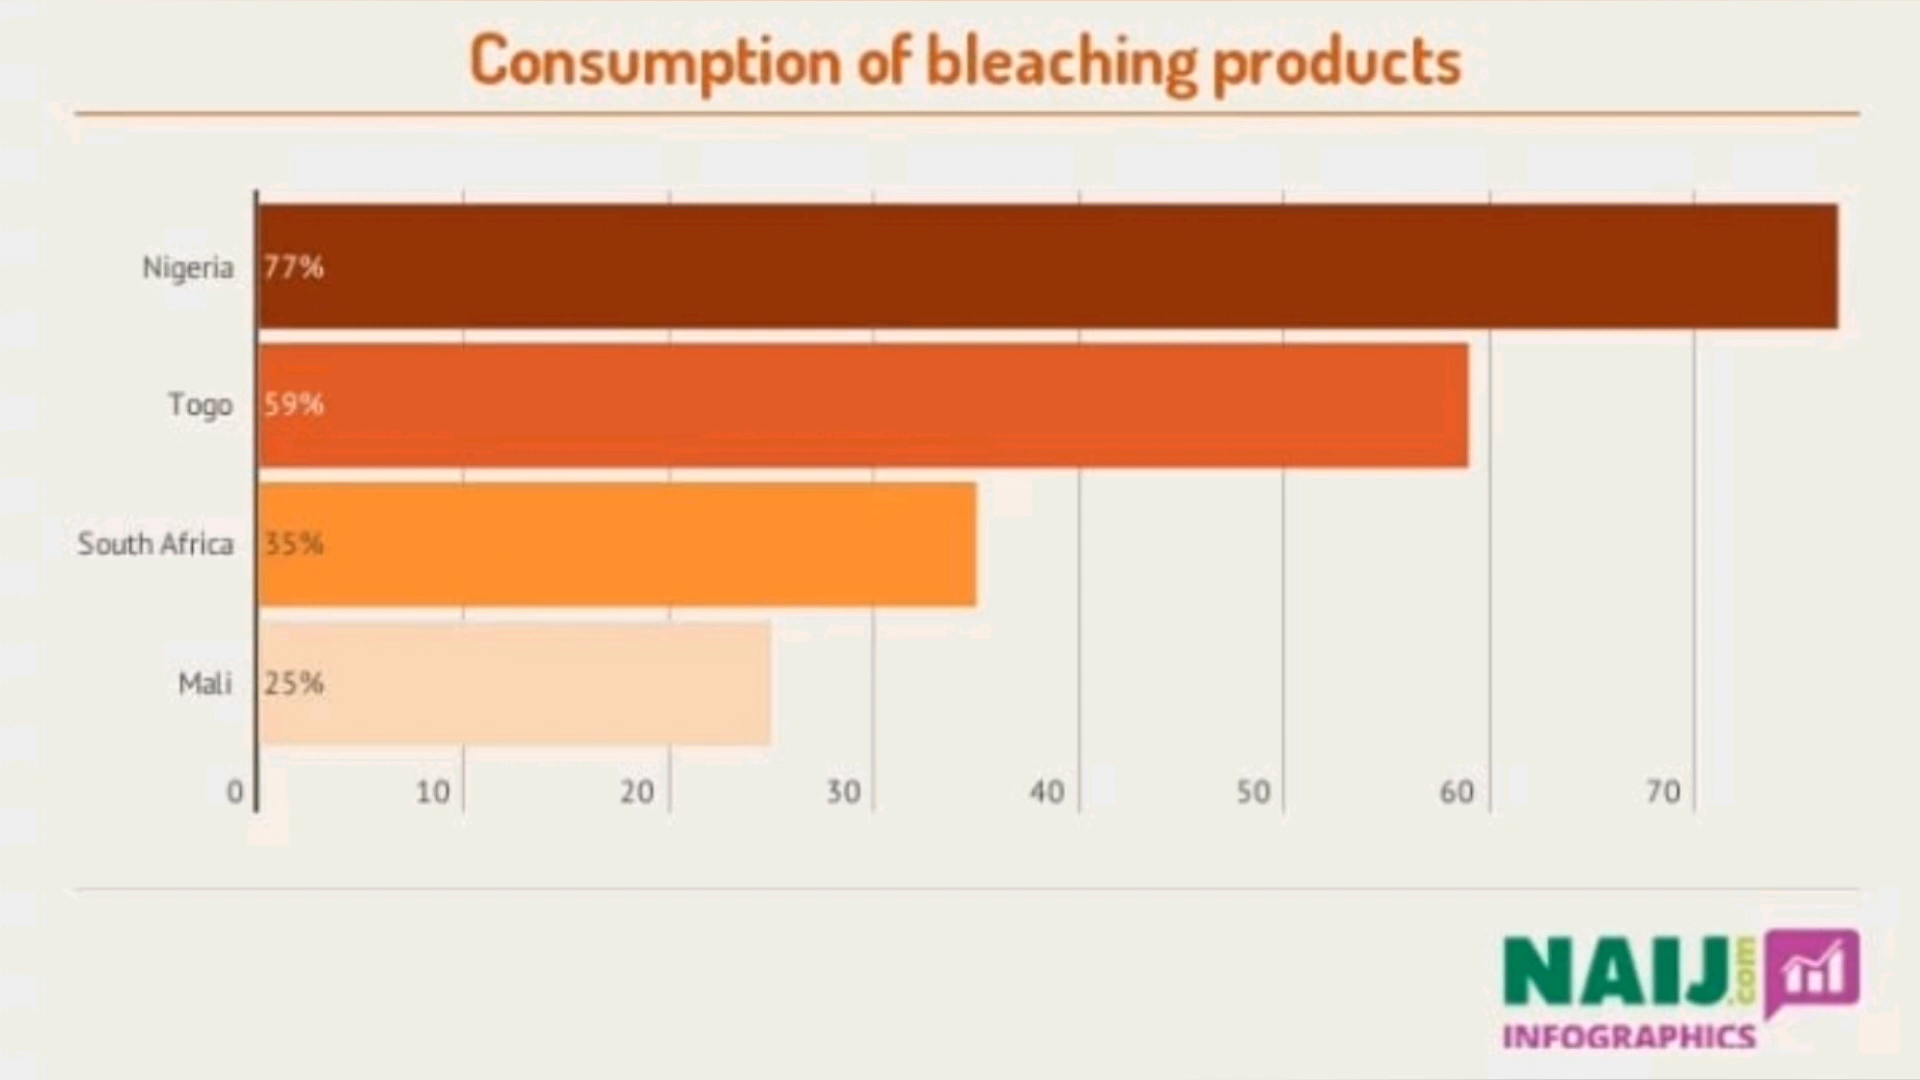 Consumption of bleaching products
Nigeria 77%
Togo 59%
South Africa 35%
Mali 25%
0 10 20 30 40 50 60 70
NAIJ.com
INFOGRAPHICS